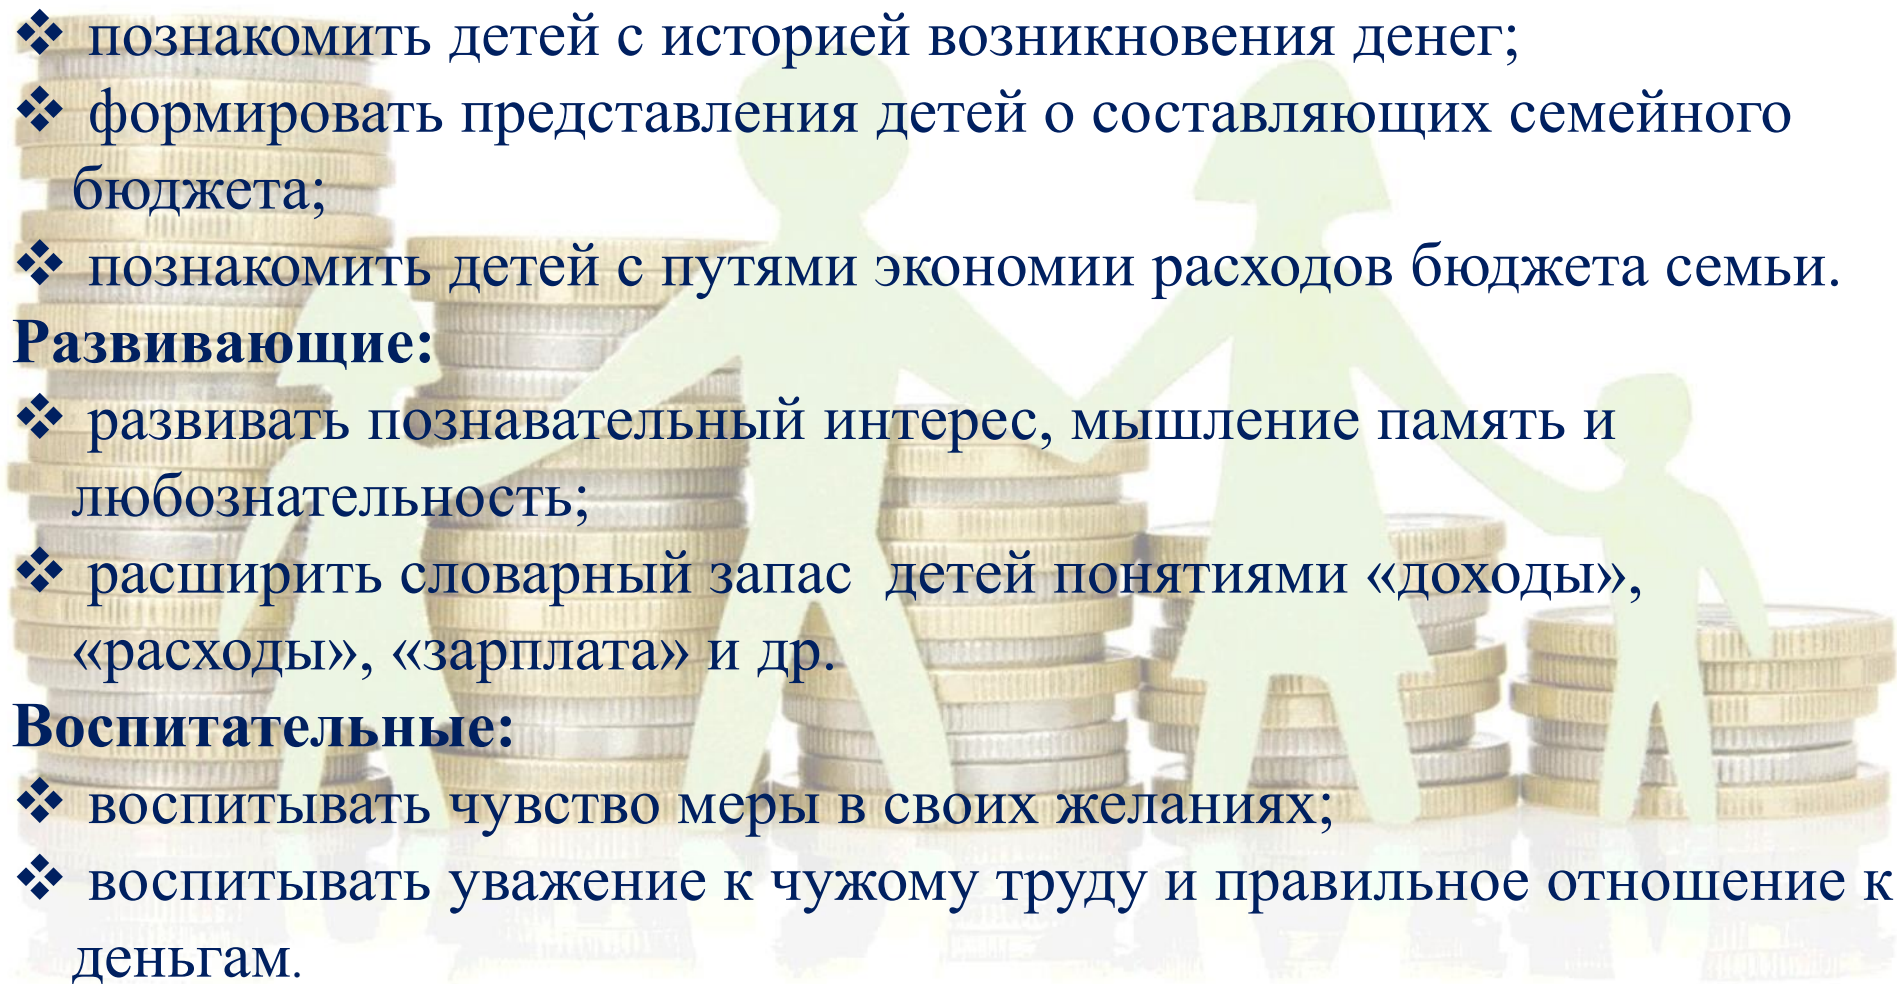 ❖ познакомить детей с историей возникновения денег;
❖ формировать представления детей о составляющих семейного
бюджета;
❖ познакомить детей с путями экономии расходов бюджета семьи.
Развивающие:
❖ развивать познавательный интерес, мышление память и
любознательность;
❖ расширить словарный запас  детей понятиями «доходы»,
«расходы», «зарплата» и др.
Воспитательные:
❖ воспитывать чувство меры в своих желаниях;
❖ воспитывать уважение к чужому труду и правильное отношение к
деньгам.